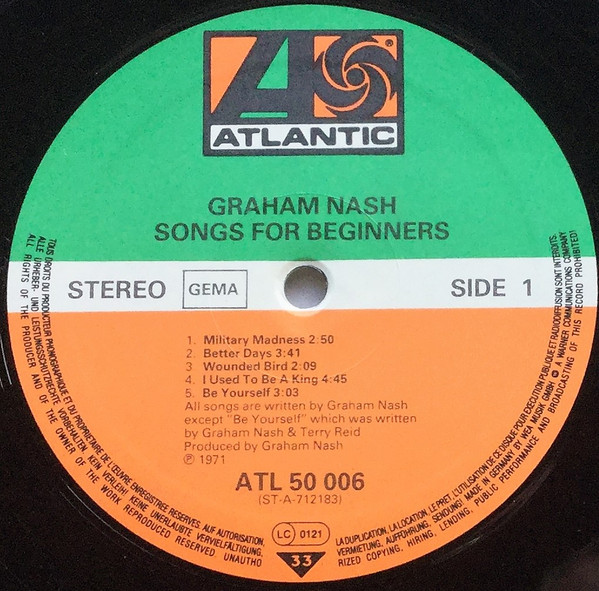 ATLANTIC
®
GRAHAM NASH
SONGS FOR BEGINNERS
STEREO GEMA SIDE 1
1. Military Madness 2:50
2. Better Days 3:41
3 Wounded Bird 2:09
4. I Used To Be A King 4:45
5. Be Yourself 3:03
All songs are written by Graham Nash
except "Be Yourself" which was written
by Graham Nash & Terry Reid
Produced by Graham Nash
℗ 1971
ATL 50 006
(ST-A-712183)
LC 0121
33
TOUS DROITS DU PRODUCTEUR PHONOGRAPHIQUE ET DU PROPRIETAIRE DE L'ŒUVRE ENREGISTREE RESERVES. AUF AUTORISATION, LA DUPLICATION, LA LOCATION, LE PRET, L'UTILISATION DE CE DISQUE POUR EXECUTION PUBLIQUE ET RADIODIFFUSION SONT INTERDITS.
ALLE URHEBER- UND LEISTUNGSSCHUTZRECHTE VORBEHALTEN. KEIN VERLEIH! KEINE UNERLAUBTE VERVIELFÄLTIGUNG, VERMIETUNG, AUFFÜHRUNG, SENDUNG! MADE IN GERMANY BY WEA MUSIK GMBH A WARNER COMMUNICATIONS COMPANY
ALL RIGHTS OF THE PRODUCER AND OF THE OWNER OF THE WORK REPRODUCED RESERVED UNAUTHO RIZED COPYING, HIRING, LENDING, PUBLIC PERFORMANCE AND BROADCASTING OF THIS RECORD PROHIBITED!